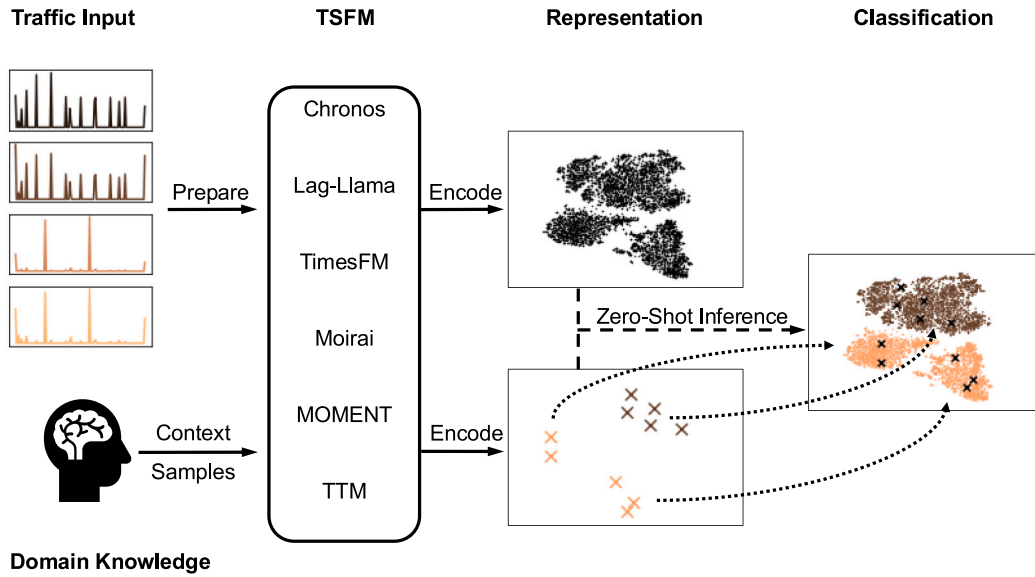 Traffic Input
TSFM
Representation
Classification
Chronos
Lag-Llama
TimesFM
Moirai
MOMENT
TTM
Prepare
Encode
Zero-Shot Inference
Context
Samples
Encode
Domain Knowledge